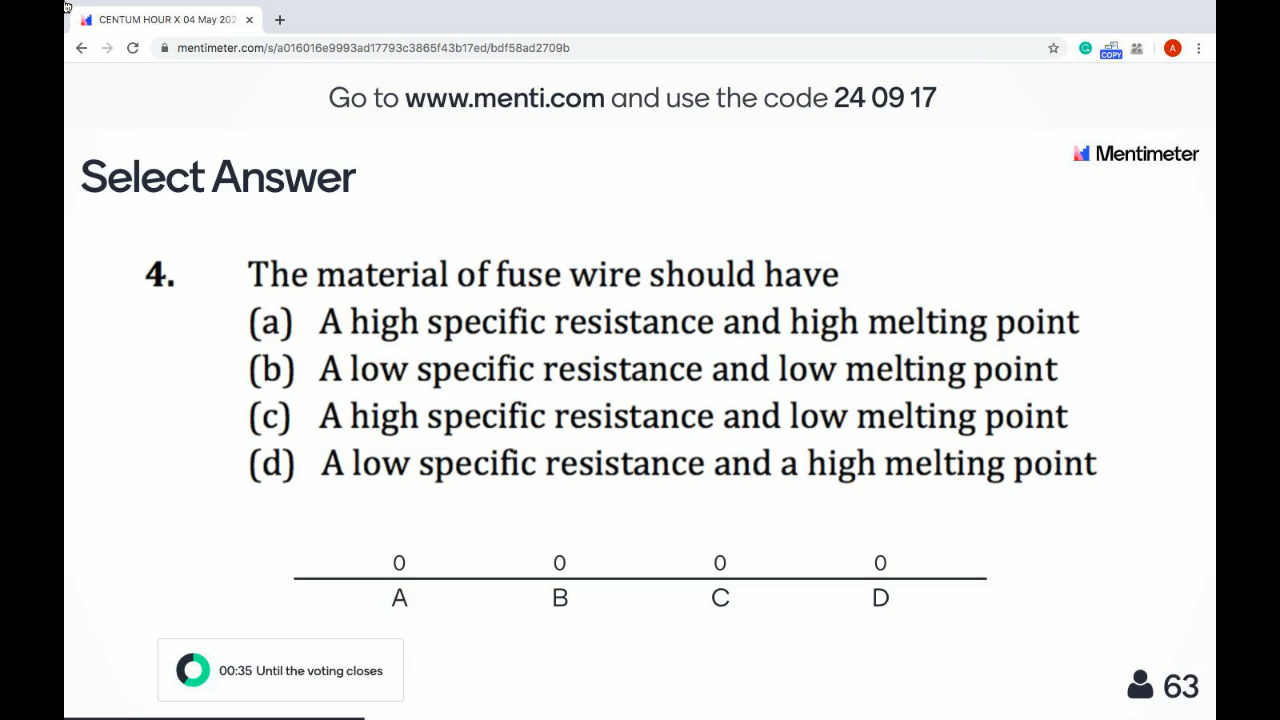 CENTUM HOUR X 04 May 202
mentimeter.com/s/a016016e9993ad17793c3865f43b17ed/bdf58ad2709b
COPY
A
Go to www.menti.com and use the code 24 09 17
Mentimeter
Select Answer
4. The material of fuse wire should have
(a) A high specific resistance and high melting point
(b) A low specific resistance and low melting point
(c) A high specific resistance and low melting point
(d) A low specific resistance and a high melting point
0 0 0 0
A B C D
00:35 Until the voting closes
63